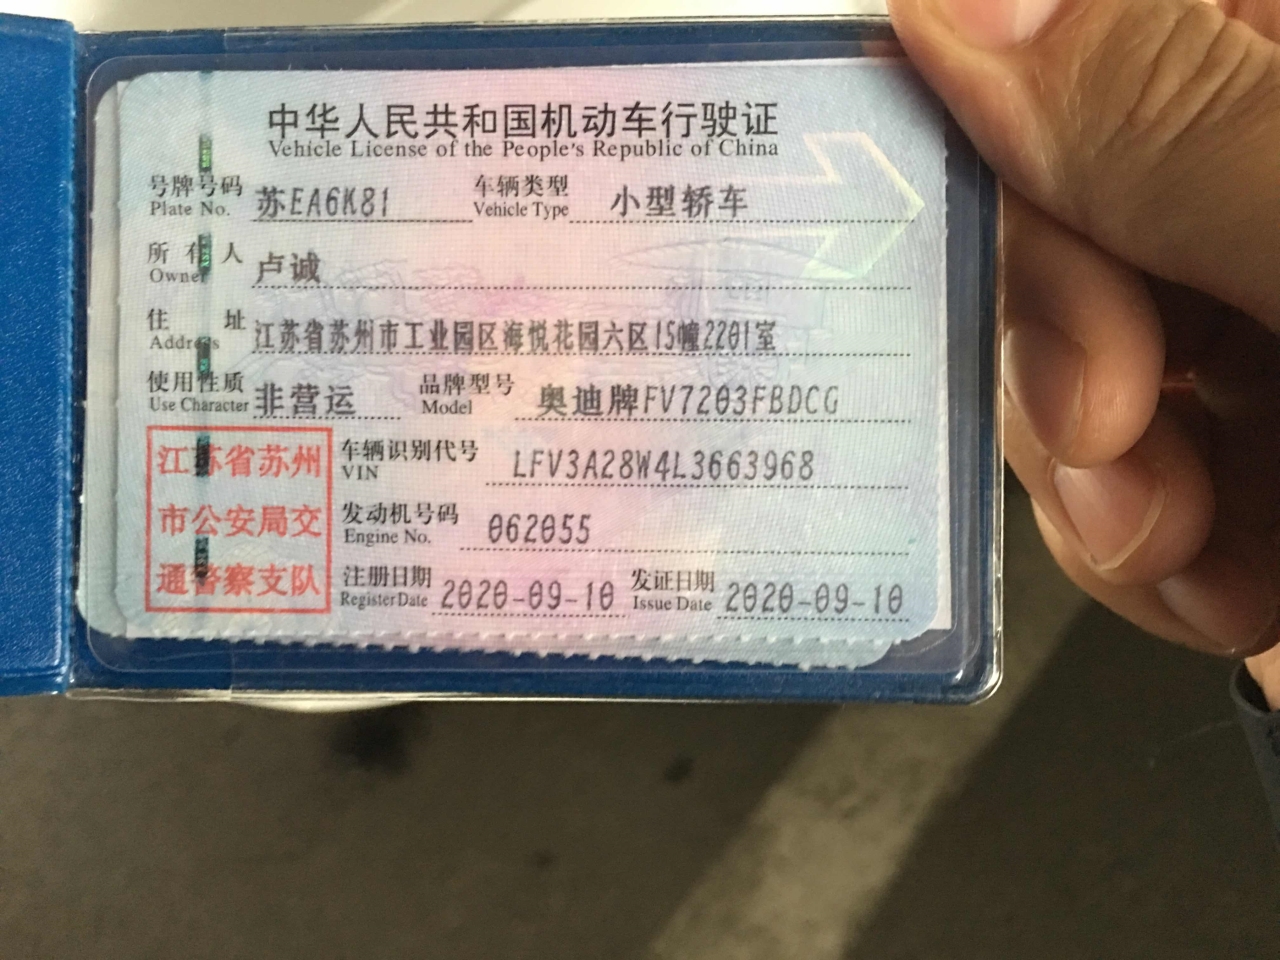 中华人民共和国机动车行驶证
Vehicle License of the People's Republic of China
号牌号码 Plate No. 苏EA6K81 车辆类型 Vehicle Type 小型轿车
所有人 Owner 卢诚
住址 Address 江苏省苏州市工业园区海悦花园六区15幢2201室
使用性质 Use Character 非营运 品牌型号 Model 奥迪牌FV7203FBDCG
车辆识别代号 VIN LFV3A28W4L3663968
发动机号码 Engine No. 062055
注册日期 Register Date 2020-09-10 发证日期 Issue Date 2020-09-10
江苏省苏州
市公安局交
通警察支队